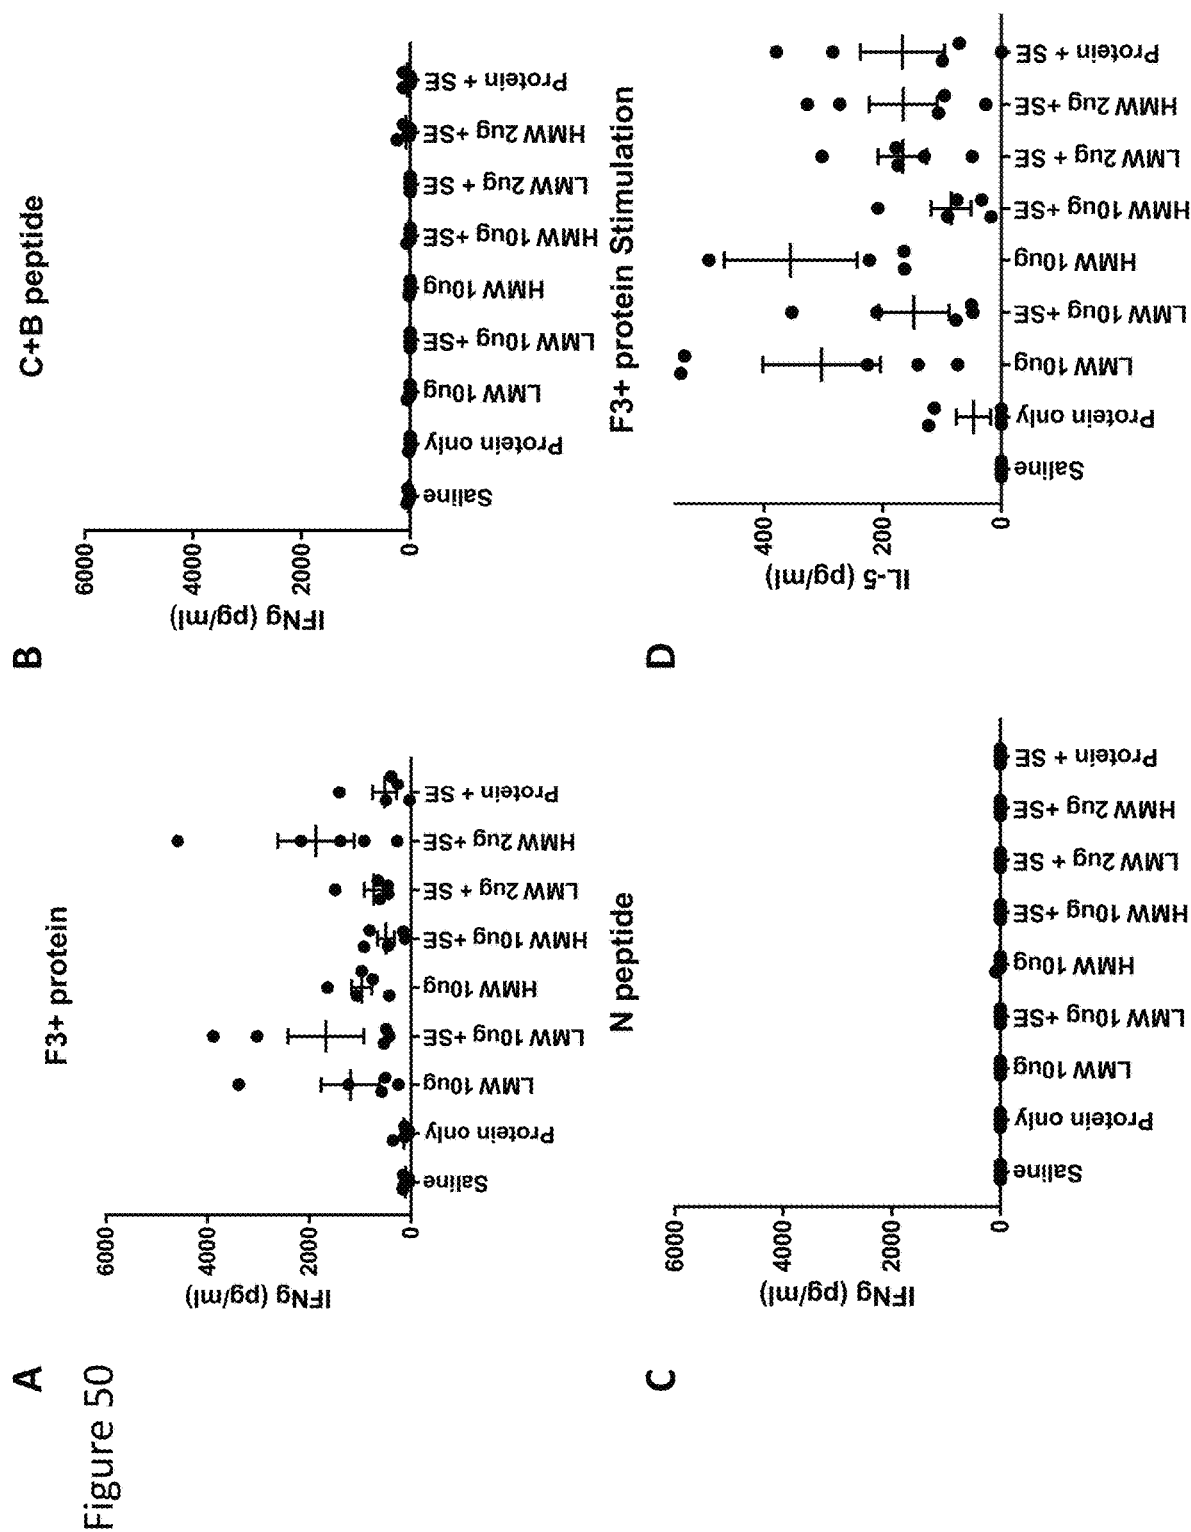 Figure 50
A
F3+ protein
IFNg (pg/ml)
6000
4000
2000
0
Saline
Protein only
LMW 10ug
LMW 10ug +SE
HMW 10ug
HMW 10ug +SE
LMW 2ug + SE
HMW 2ug +SE
Protein + SE
B
C+B peptide
IFNg (pg/ml)
6000
4000
2000
0
Saline
Protein only
LMW 10ug
LMW 10ug +SE
HMW 10ug
HMW 10ug +SE
LMW 2ug + SE
HMW 2ug +SE
Protein + SE
C
N peptide
IFNg (pg/ml)
6000
4000
2000
0
Saline
Protein only
LMW 10ug
LMW 10ug +SE
HMW 10ug
HMW 10ug +SE
LMW 2ug + SE
HMW 2ug +SE
Protein + SE
D
F3+ protein Stimulation
IL-5 (pg/ml)
400
200
0
Saline
Protein only
LMW 10ug
LMW 10ug +SE
HMW 10ug
HMW 10ug +SE
LMW 2ug + SE
HMW 2ug +SE
Protein + SE